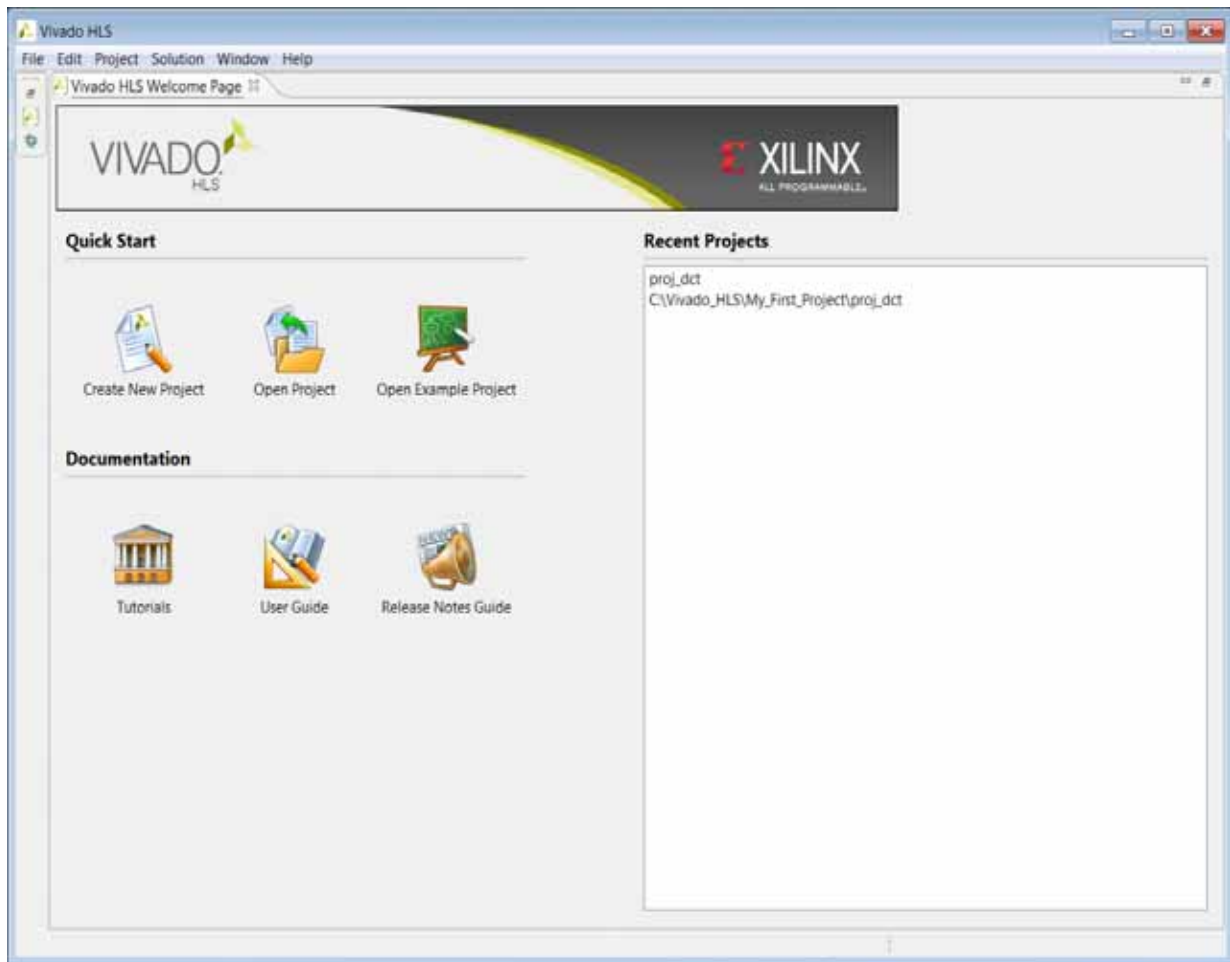 Vivado HLS
File Edit Project Solution Window Help
Vivado HLS Welcome Page
VIVADO.
HLS
XILINX
ALL PROGRAMMABLE™
Quick Start
Recent Projects
proj_dct
C:\Vivado_HLS\My_First_Project\proj_dct
Create New Project Open Project Open Example Project
Documentation
Tutorials User Guide Release Notes Guide